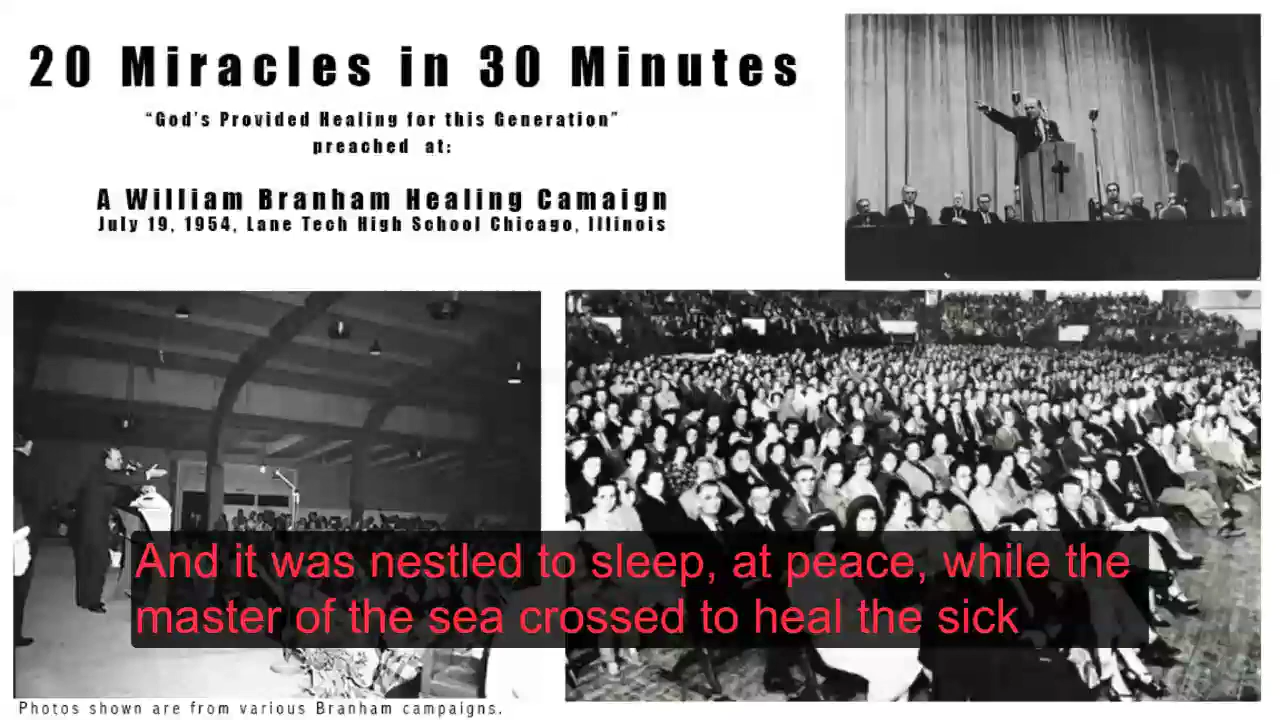 20 Miracles in 30 Minutes
"God's Provided Healing for this Generation"
preached at:
A William Branham Healing Camaign
July 19, 1954, Lane Tech High School Chicago, Illinois
And it was nestled to sleep, at peace, while the
master of the sea crossed to heal the sick
Photos shown are from various Branham campaigns.